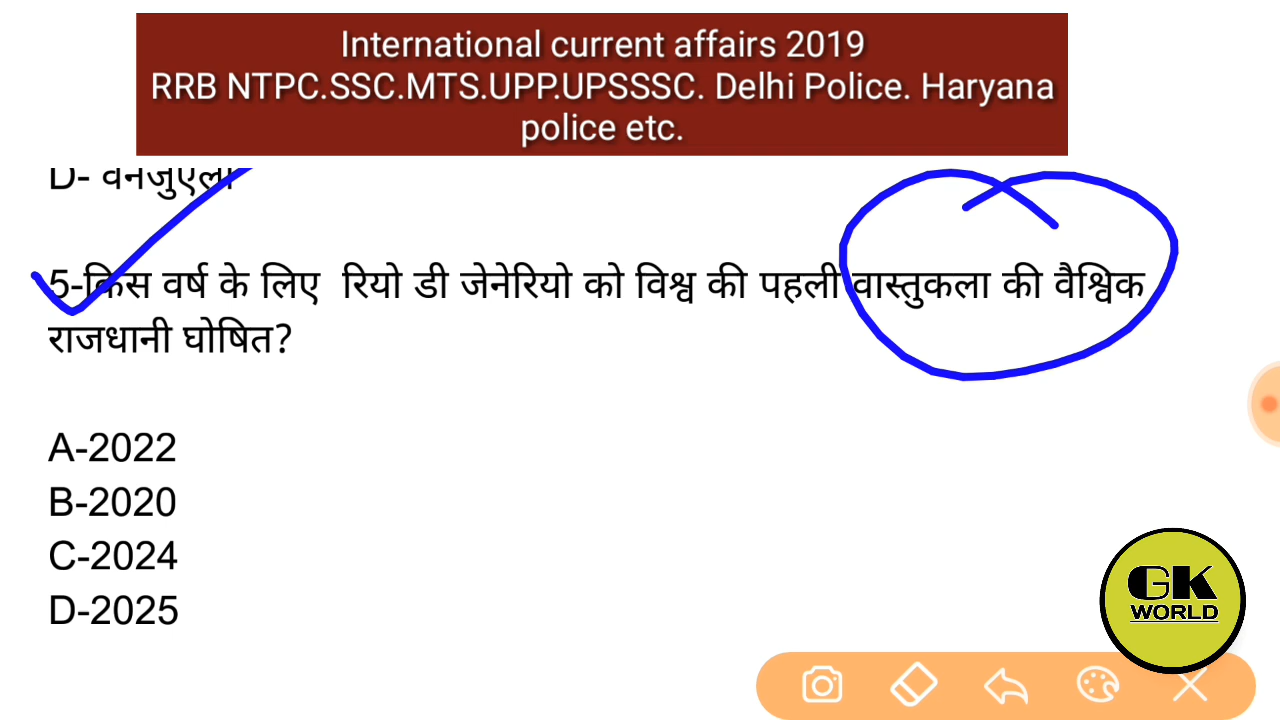 International current affairs 2019
RRB NTPC.SSC.MTS.UPP.UPSSSC. Delhi Police. Haryana
police etc.
D- वेनेजुएला
5-किस वर्ष के लिए रियो डी जेनेरियो को विश्व की पहली वास्तुकला की वैश्विक
राजधानी घोषित?
A-2022
B-2020
C-2024
D-2025
GK
WORLD